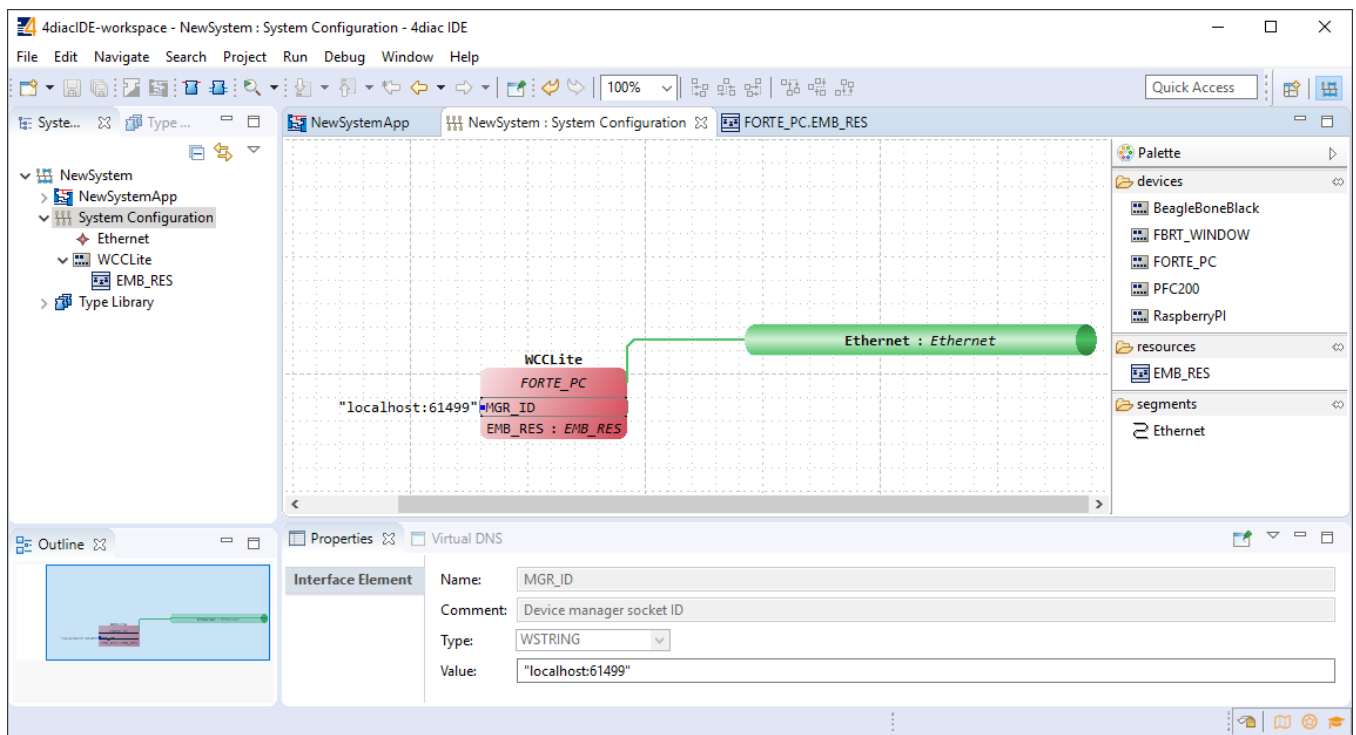 4diacIDE-workspace - NewSystem : System Configuration - 4diac IDE
File Edit Navigate Search Project Run Debug Window Help
100%
Quick Access
Syste...
Type ...
NewSystemApp
NewSystem : System Configuration
FORTE_PC.EMB_RES
NewSystem
NewSystemApp
System Configuration
Ethernet
WCCLite
EMB_RES
Type Library
WCCLite
FORTE_PC
"localhost:61499"
MGR_ID
EMB_RES : EMB_RES
Ethernet : Ethernet
Palette
devices
BeagleBoneBlack
FBRT_WINDOW
FORTE_PC
PFC200
RaspberryPI
resources
EMB_RES
segments
Ethernet
Outline
Properties
Virtual DNS
Interface Element
Name: MGR_ID
Comment: Device manager socket ID
Type: WSTRING
Value: "localhost:61499"